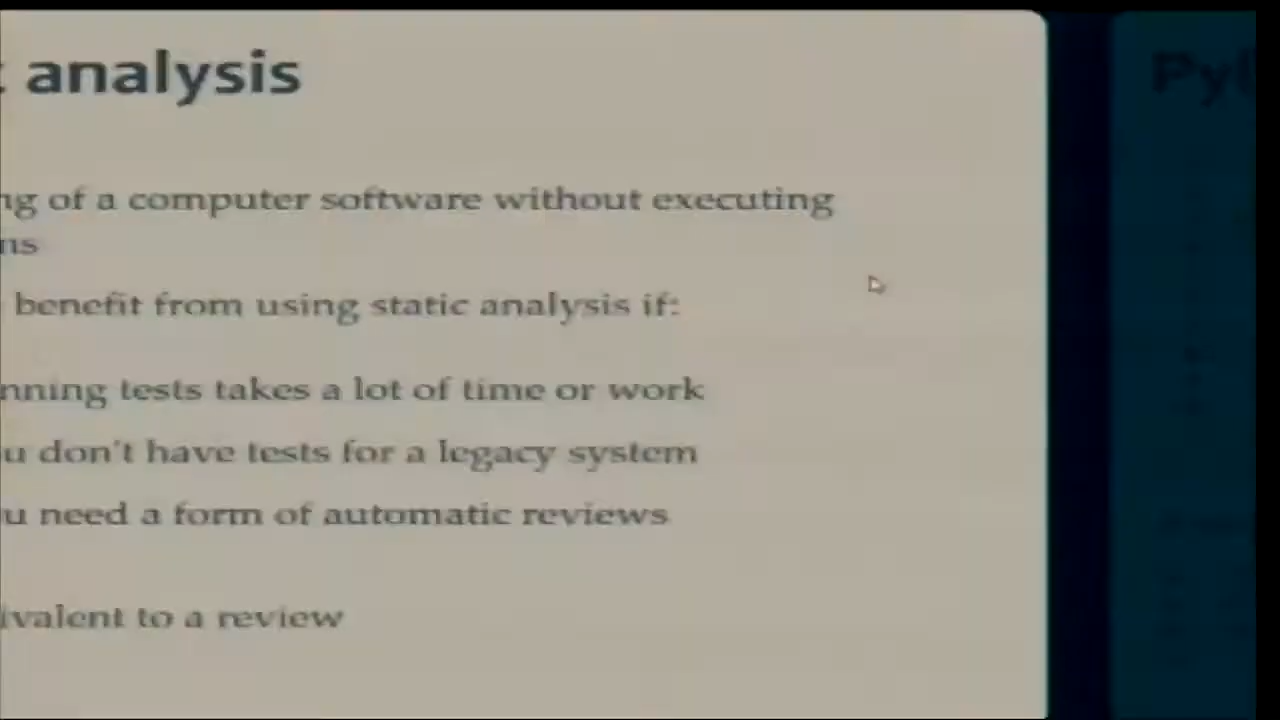 analysis
ng of a computer software without executing
ns
benefit from using static analysis if:
nning tests takes a lot of time or work
u don't have tests for a legacy system
u need a form of automatic reviews
ivalent to a review
Pyl